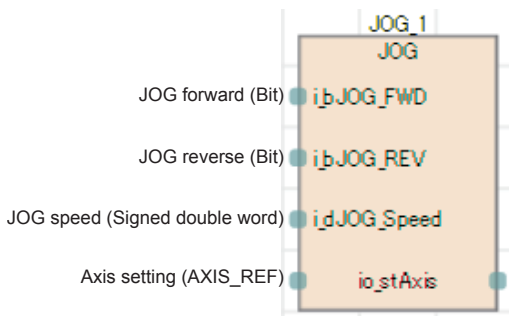 JOG_1
JOG
JOG forward (Bit) i_bJOG_FWD
JOG reverse (Bit) i_bJOG_REV
JOG speed (Signed double word) i_dJOG_Speed
Axis setting (AXIS_REF) io_stAxis